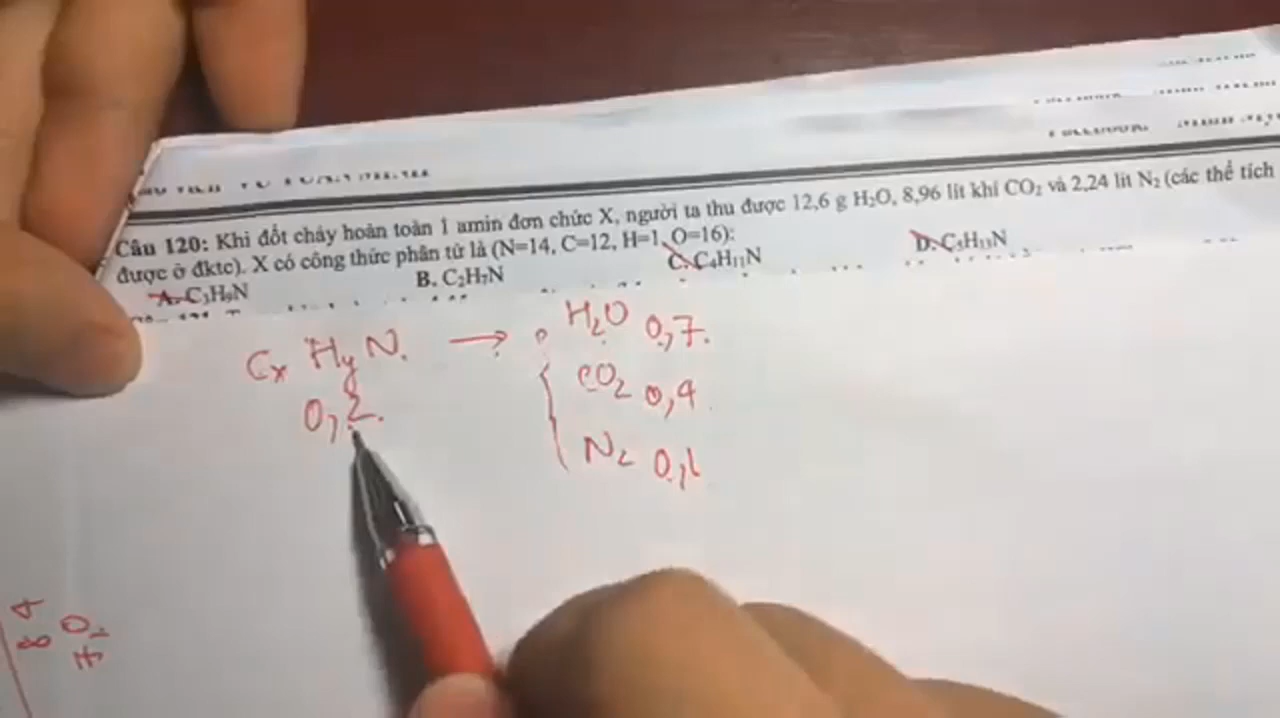 Câu 120: Khi đốt cháy hoàn toàn 1 amin đơn chức X, người ta thu được 12,6 g H₂O, 8,96 lít khí CO₂ và 2,24 lít N₂ (các thể tích
được ở đktc). X có công thức phân tử là (N=14, C=12, H=1, O=16):
A. C₃H₉N B. C₂H₇N C. C₄H₁₁N D. C₅H₁₃N
CₓHᵧN. → H₂O 0,7.
0,2. CO₂ 0,4
N₂ 0,1